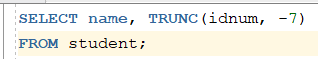 SELECT name, TRUNC(idnum, -7)
FROM student;